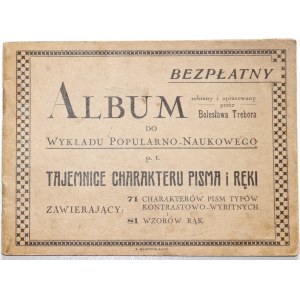 BEZPŁATNY
ALBUM
zebrany i opracowany
przez
Bolesława Trebora
DO
WYKŁADU POPULARNO-NAUKOWEGO
p. t.
TAJEMNICE CHARAKTERU PISMA i RĘKI
ZAWIERAJĄCY:
71 CHARAKTERÓW PISM TYPÓW
KONTRASTOWO-WYBITNYCH
81 WZORÓW RĄK.